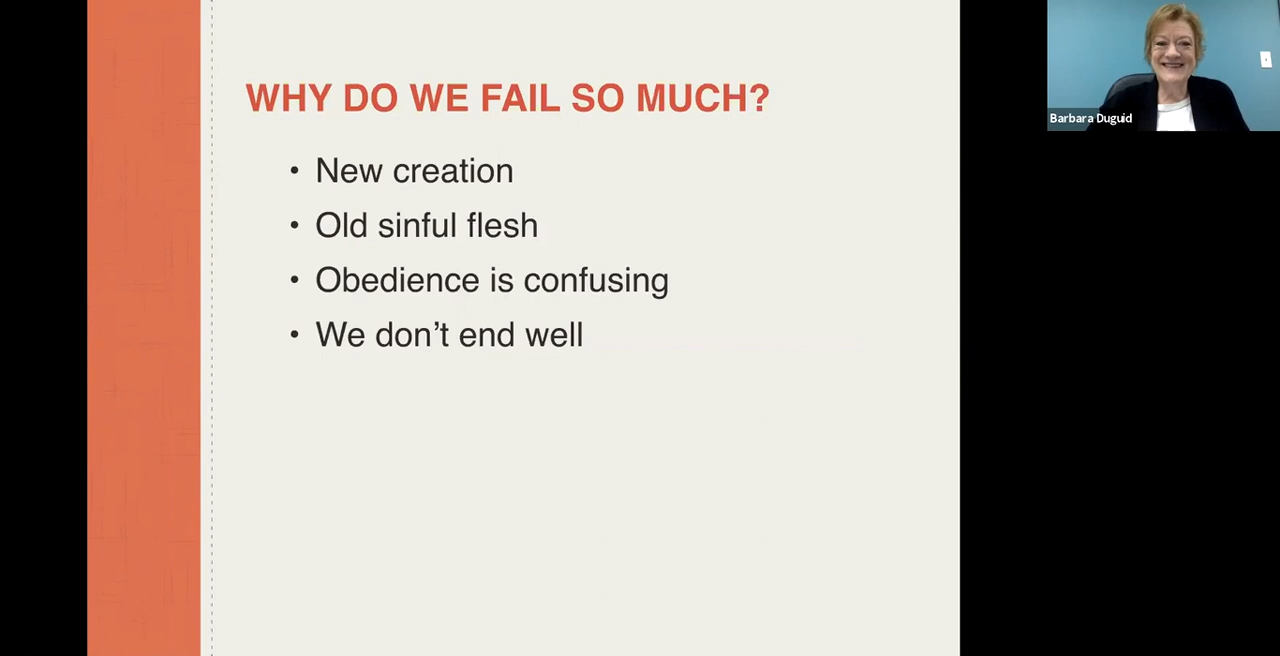 WHY DO WE FAIL SO MUCH?
• New creation
• Old sinful flesh
• Obedience is confusing
• We don’t end well
Barbara Duguid